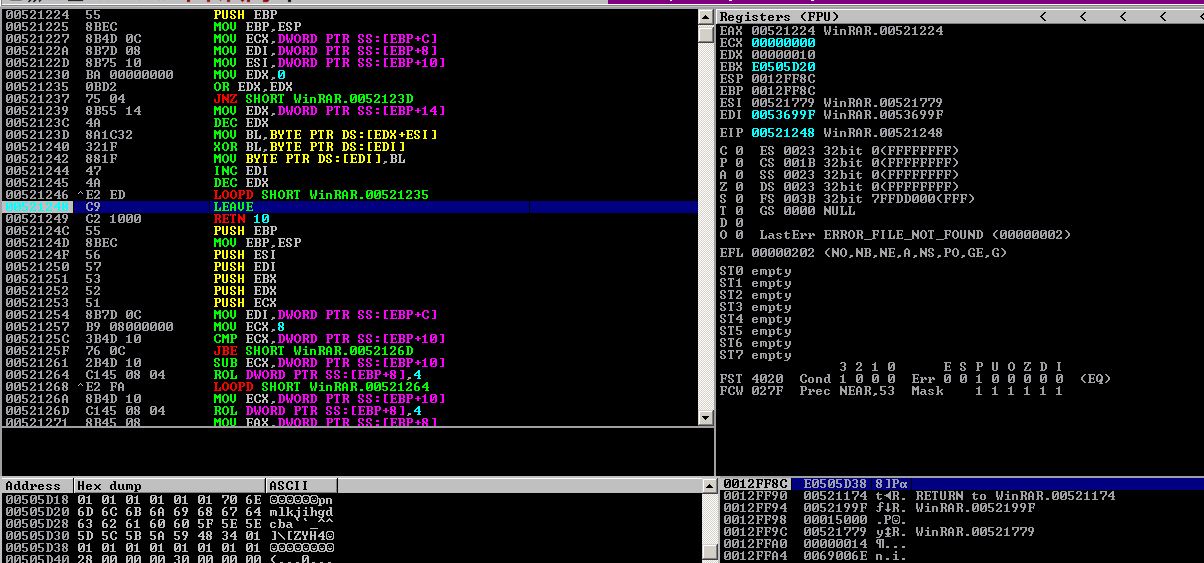 00521224 55 PUSH EBP
00521225 8BEC MOV EBP,ESP
00521227 8B4D 0C MOV ECX,DWORD PTR SS:[EBP+C]
0052122A 8B7D 08 MOV EDI,DWORD PTR SS:[EBP+8]
0052122D 8B75 10 MOV ESI,DWORD PTR SS:[EBP+10]
00521230 BA 00000000 MOV EDX,0
00521235 0BD2 OR EDX,EDX
00521237 75 04 JNZ SHORT WinRAR.0052123D
00521239 8B55 14 MOV EDX,DWORD PTR SS:[EBP+14]
0052123C 4A DEC EDX
0052123D 8A1C32 MOV BL,BYTE PTR DS:[EDX+ESI]
00521240 321F XOR BL,BYTE PTR DS:[EDI]
00521242 881F MOV BYTE PTR DS:[EDI],BL
00521244 47 INC EDI
00521245 4A DEC EDX
00521246 ^E2 ED LOOPD SHORT WinRAR.00521235
00521248 C9 LEAVE
00521249 C2 1000 RETN 10
0052124C 55 PUSH EBP
0052124D 8BEC MOV EBP,ESP
0052124F 56 PUSH ESI
00521250 57 PUSH EDI
00521251 53 PUSH EBX
00521252 52 PUSH EDX
00521253 51 PUSH ECX
00521254 8B7D 0C MOV EDI,DWORD PTR SS:[EBP+C]
00521257 B9 08000000 MOV ECX,8
0052125C 3B4D 10 CMP ECX,DWORD PTR SS:[EBP+10]
0052125F 76 0C JBE SHORT WinRAR.0052126D
00521261 2B4D 10 SUB ECX,DWORD PTR SS:[EBP+10]
00521264 C145 08 04 ROL DWORD PTR SS:[EBP+8],4
00521268 ^E2 FA LOOPD SHORT WinRAR.00521264
0052126A 8B4D 10 MOV ECX,DWORD PTR SS:[EBP+10]
0052126D C145 08 04 ROL DWORD PTR SS:[EBP+8],4
00521271 8B45 08 MOV EAX,DWORD PTR SS:[EBP+8]
Registers (FPU) < < < <
EAX 00521224 WinRAR.00521224
ECX 00000000
EDX 00000010
EBX E0505D20
ESP 0012FF8C
EBP 0012FF8C
ESI 00521779 WinRAR.00521779
EDI 0053699F WinRAR.0053699F
EIP 00521248 WinRAR.00521248
C 0 ES 0023 32bit 0(FFFFFFFF)
P 0 CS 001B 32bit 0(FFFFFFFF)
A 0 SS 0023 32bit 0(FFFFFFFF)
Z 0 DS 0023 32bit 0(FFFFFFFF)
S 0 FS 003B 32bit 7FFDD000(FFF)
T 0 GS 0000 NULL
D 0
O 0 LastErr ERROR_FILE_NOT_FOUND (00000002)
EFL 00000202 (NO,NB,NE,A,NS,PO,GE,G)
ST0 empty
ST1 empty
ST2 empty
ST3 empty
ST4 empty
ST5 empty
ST6 empty
ST7 empty
3 2 1 0 E S P U O Z D I
FST 4020 Cond 1 0 0 0 Err 0 0 1 0 0 0 0 0 (EQ)
FCW 027F Prec NEAR,53 Mask 1 1 1 1 1 1
Address Hex dump ASCII
00505D18 01 01 01 01 01 01 70 6E ☺☺☺☺☺☺pn
00505D20 6D 6C 6B 6A 69 68 67 64 mlkjihgd
00505D28 63 62 61 60 60 5F 5E 5E cba``_^^
00505D30 5D 5C 5B 5A 59 48 34 01 ]\[ZYH4☺
00505D38 01 01 01 01 01 01 01 01 ☺☺☺☺☺☺☺☺
00505D40 28 00 00 00 30 00 00 00 (...0...
0012FF8C E0505D38 8]Pα
0012FF90 00521174 t◄R. RETURN to WinRAR.00521174
0012FF94 0052199F ƒ↓R. WinRAR.0052199F
0012FF98 00015000 .P☺.
0012FF9C 00521779 y↨R. WinRAR.00521779
0012FFA0 00000014 ¶...
0012FFA4 0069006E n.i.